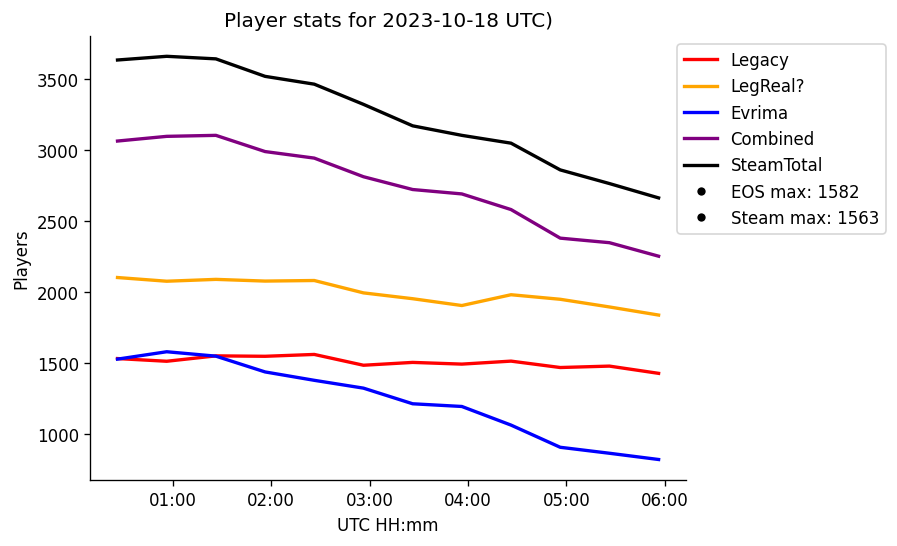 Player stats for 2023-10-18 UTC)
Legacy
LegReal?
Evrima
Combined
SteamTotal
EOS max: 1582
Steam max: 1563
Players
3500
3000
2500
2000
1500
1000
01:00 02:00 03:00 04:00 05:00 06:00
UTC HH:mm